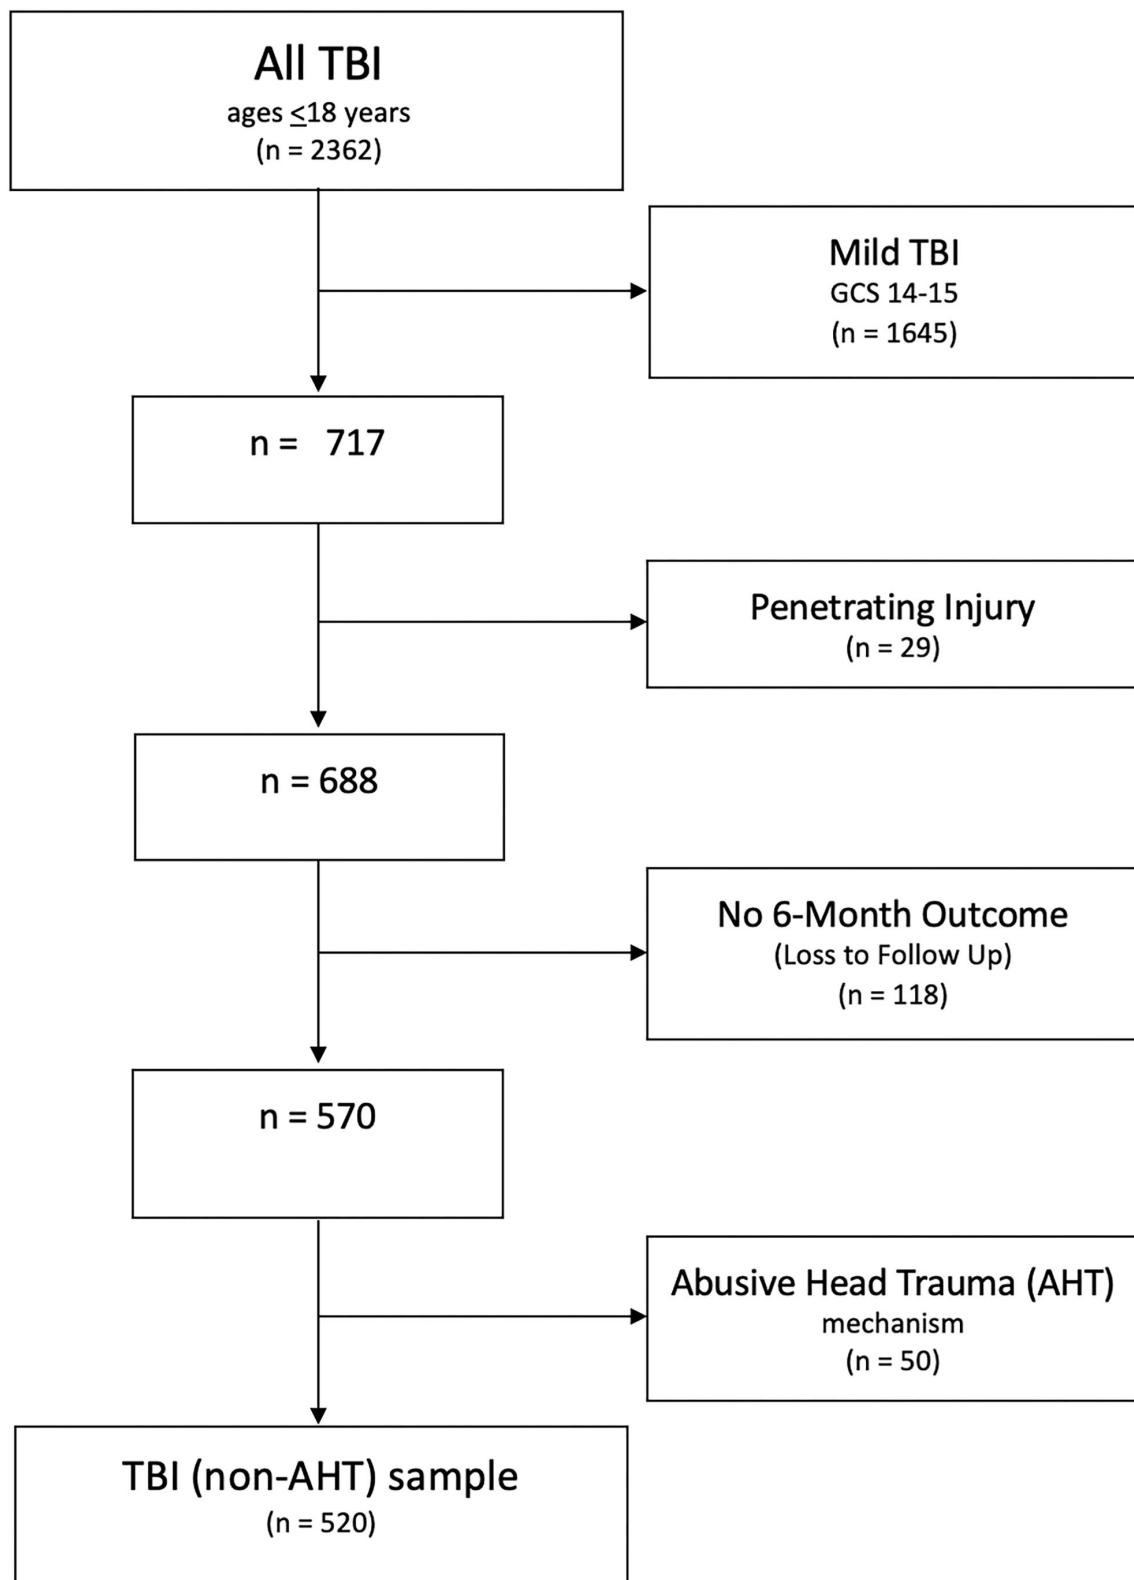 All TBI
ages ≤18 years
(n = 2362)
Mild TBI
GCS 14-15
(n = 1645)
n = 717
Penetrating Injury
(n = 29)
n = 688
No 6-Month Outcome
(Loss to Follow Up)
(n = 118)
n = 570
Abusive Head Trauma (AHT)
mechanism
(n = 50)
TBI (non-AHT) sample
(n = 520)